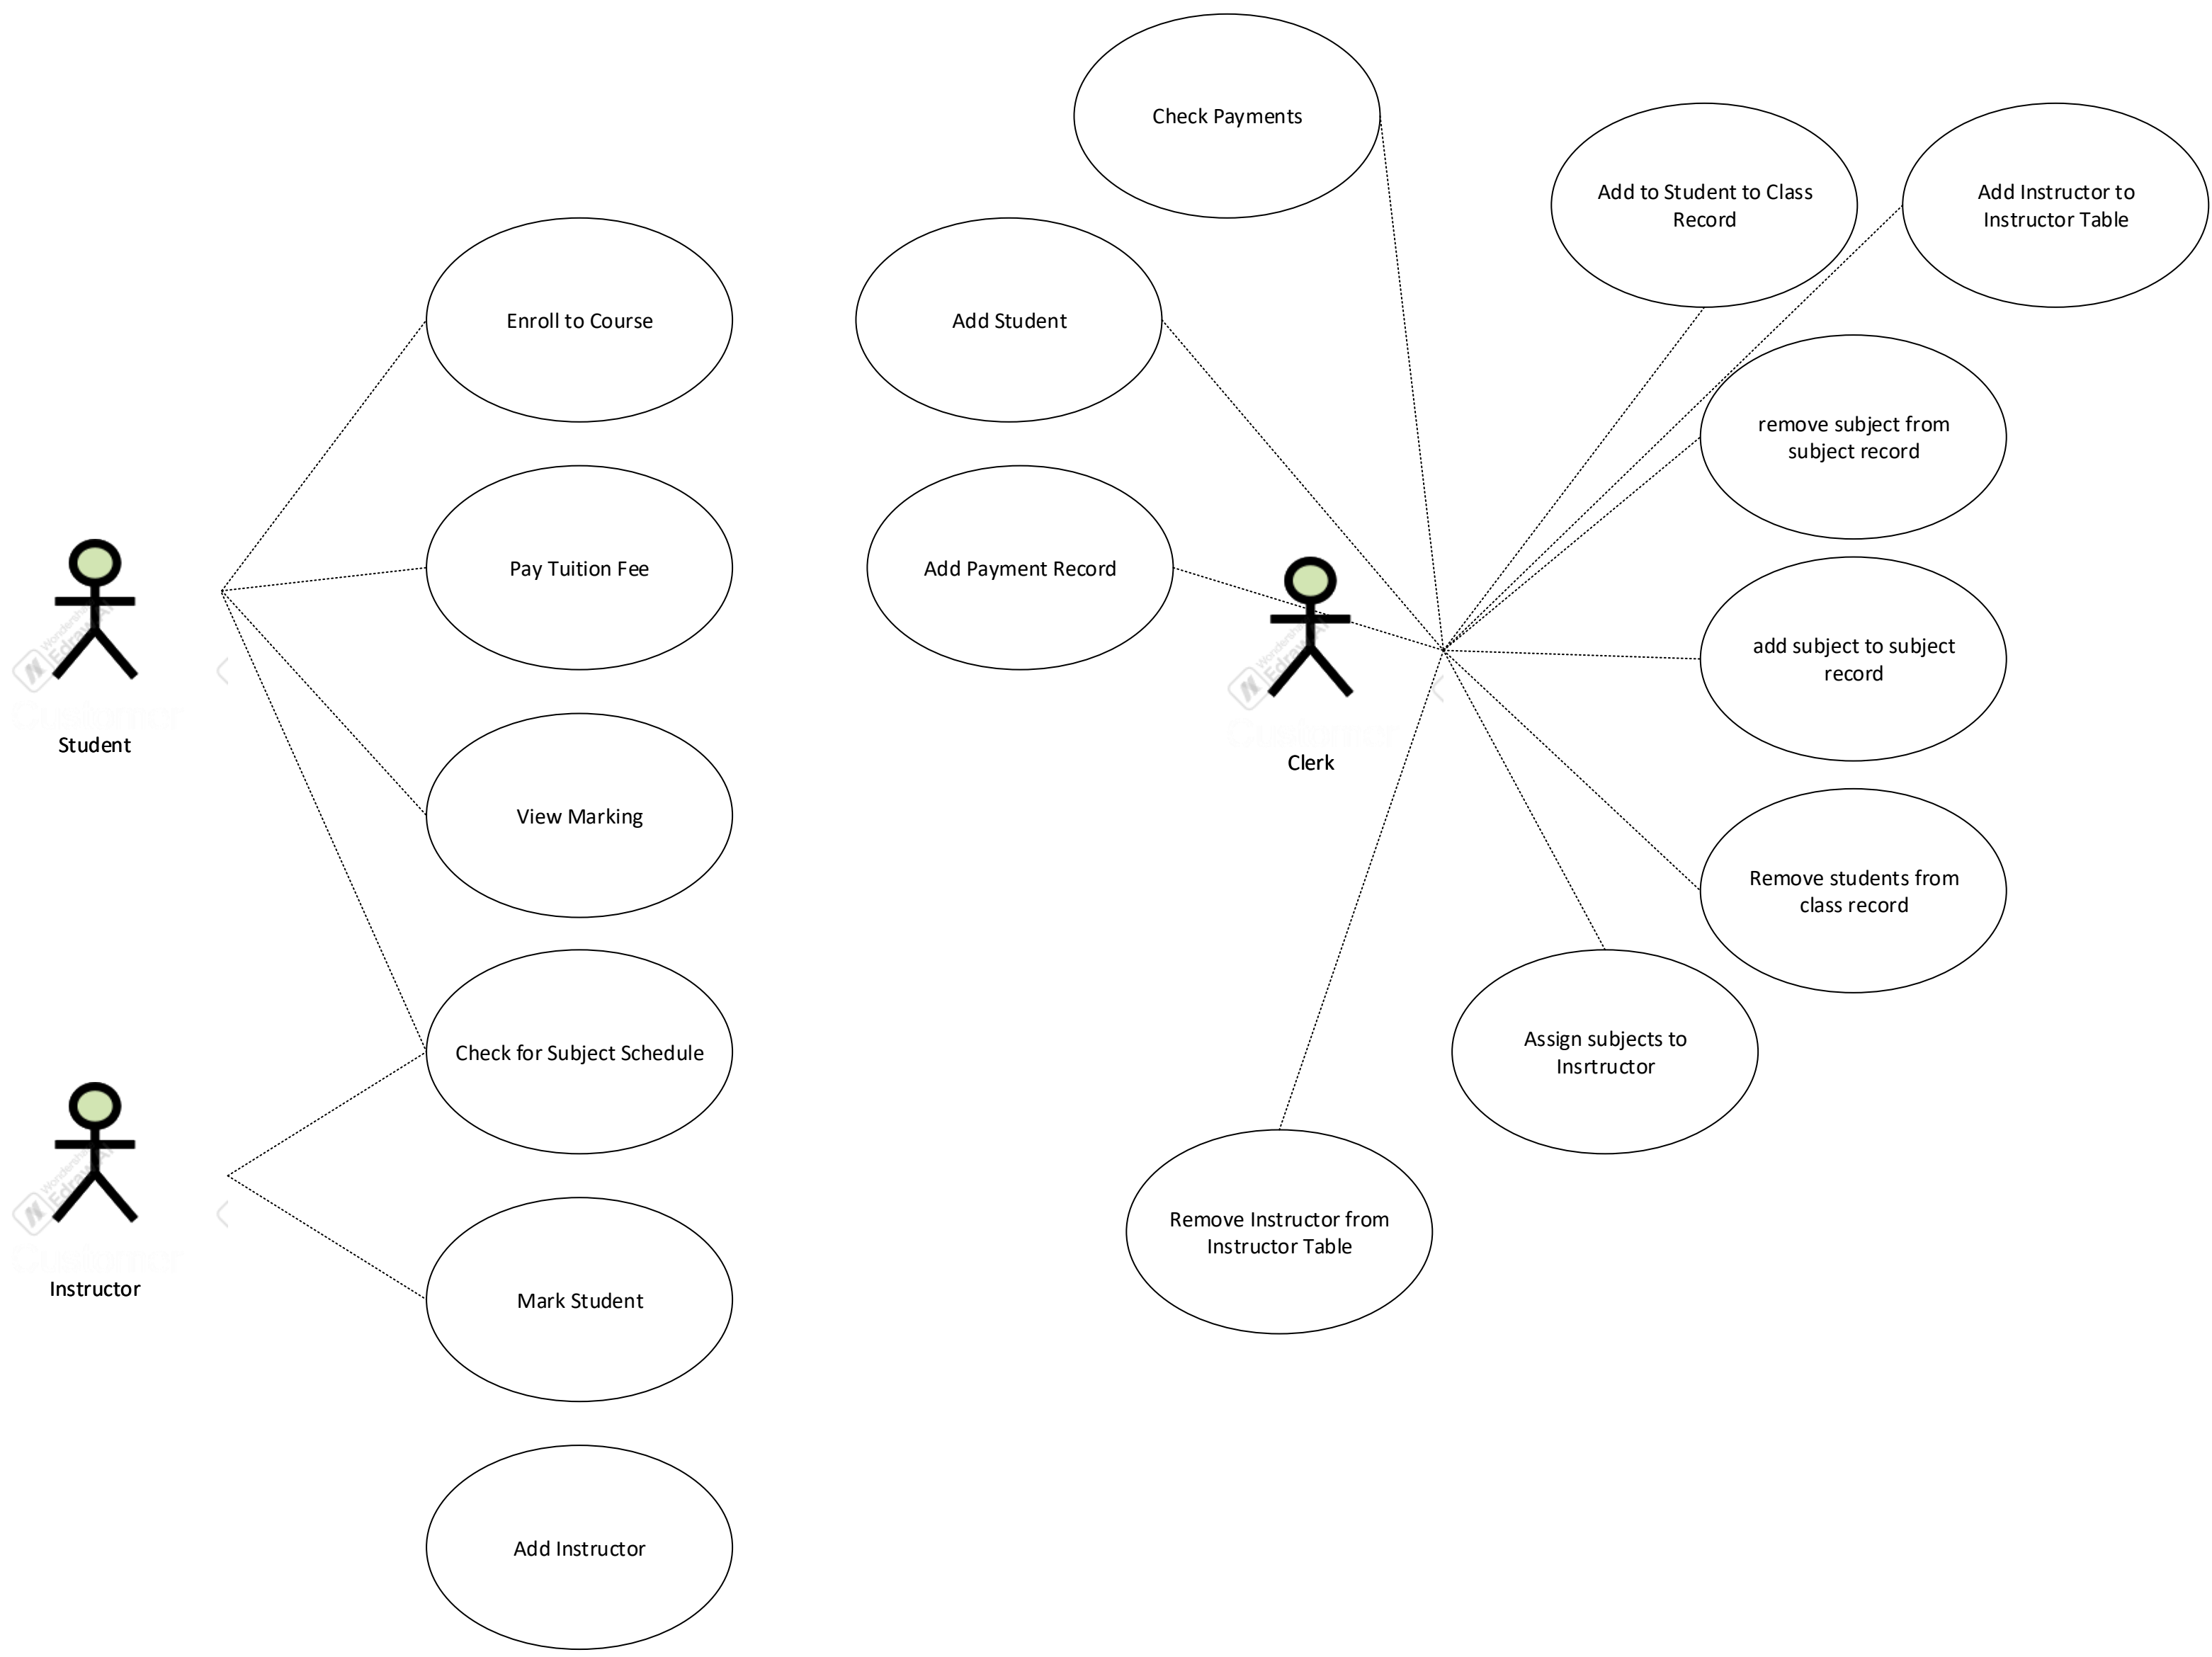 Check Payments
Add to Student to Class
Record
Add Instructor to
Instructor Table
Enroll to Course
Add Student
remove subject from
subject record
Pay Tuition Fee
Add Payment Record
add subject to subject
record
Student
Clerk
View Marking
Remove students from
class record
Check for Subject Schedule
Assign subjects to
Insrtructor
Remove Instructor from
Instructor Table
Instructor
Mark Student
Add Instructor